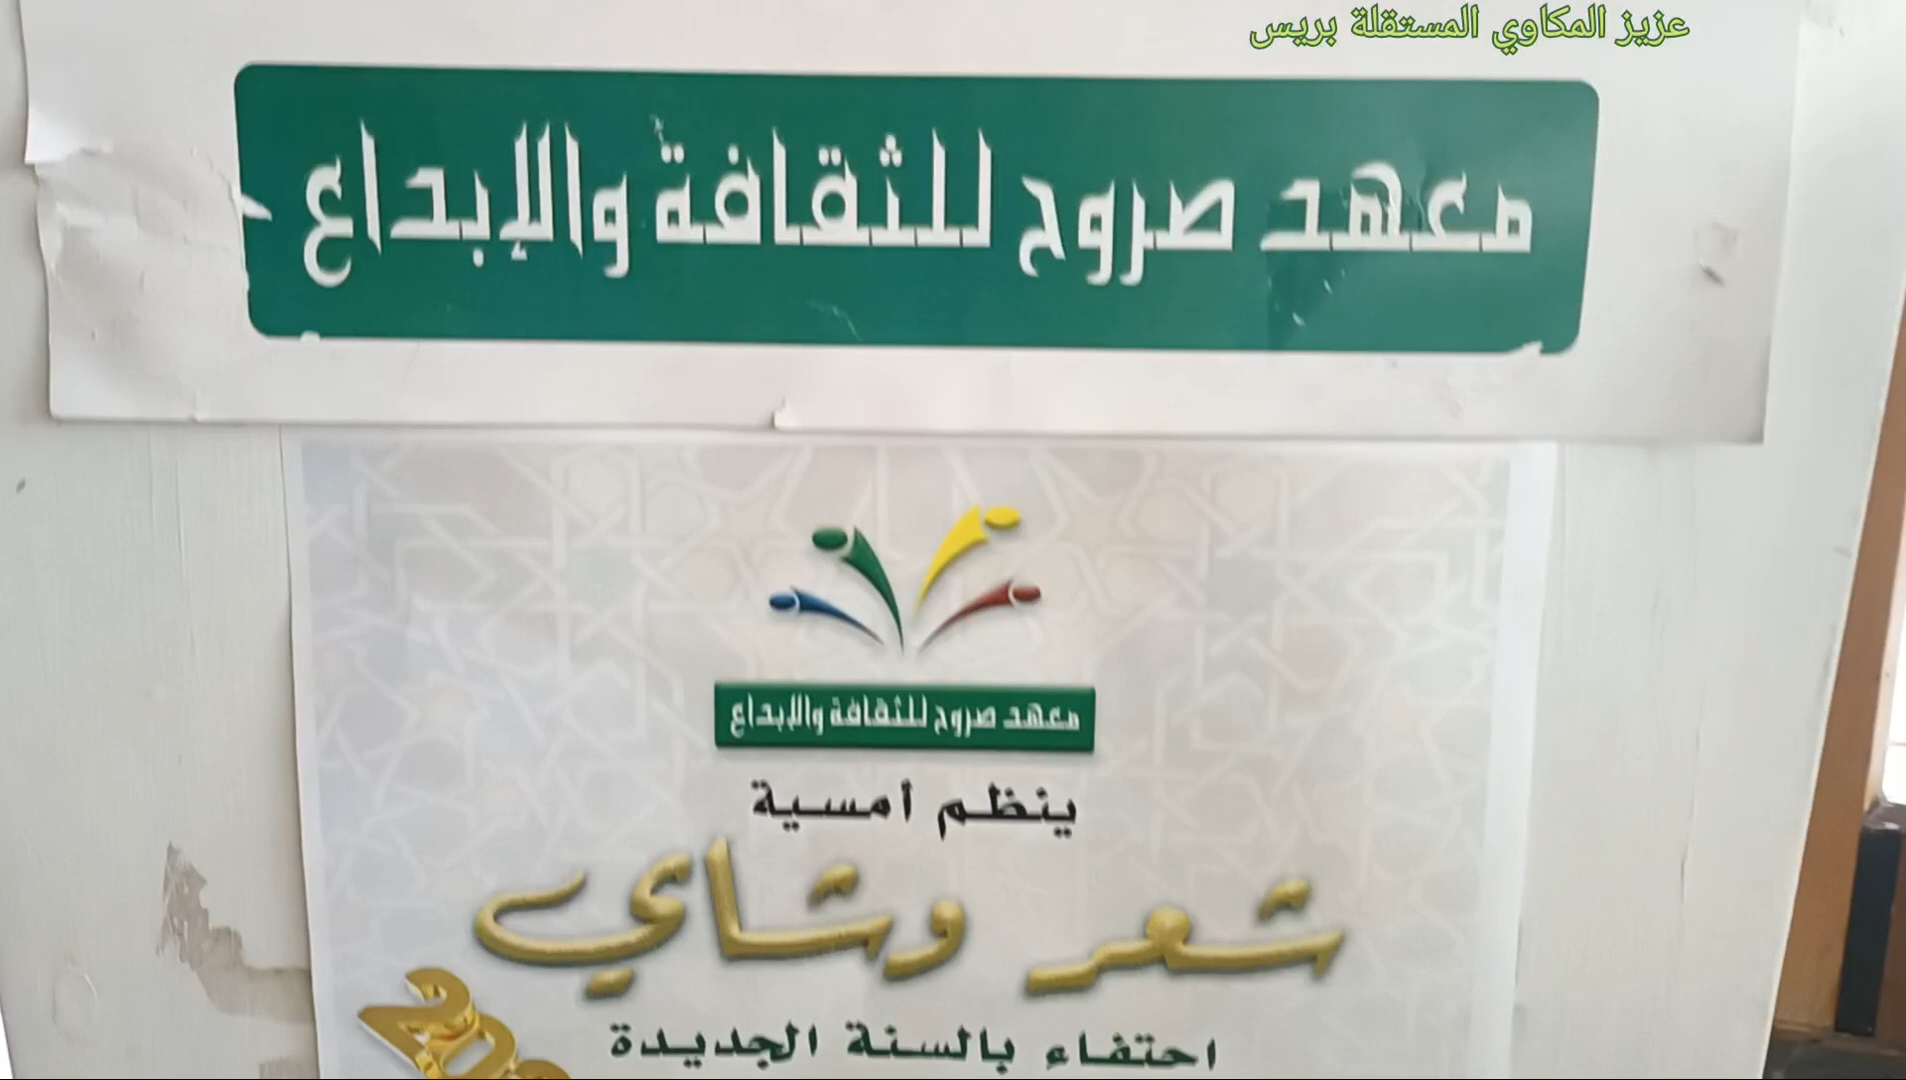 عزيز المكاوي المستقلة بريس
معهد صروح للثقافة والإبداع
معهد صروح للثقافة والإبداع
ينظم أمسية
شعر وشاي
احتفاء بالسنة الجديدة